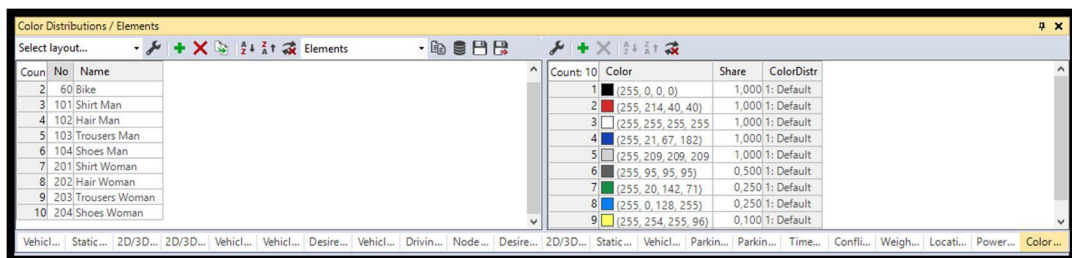 Color Distributions / Elements
Select layout... Elements
Coun No Name
2 60 Bike
3 101 Shirt Man
4 102 Hair Man
5 103 Trousers Man
6 104 Shoes Man
7 201 Shirt Woman
8 202 Hair Woman
9 203 Trousers Woman
10 204 Shoes Woman
Count: 10 Color Share ColorDistr
1 (255, 0, 0, 0) 1,000 1: Default
2 (255, 214, 40, 40) 1,000 1: Default
3 (255, 255, 255, 255 1,000 1: Default
4 (255, 21, 67, 182) 1,000 1: Default
5 (255, 209, 209, 209 1,000 1: Default
6 (255, 95, 95, 95) 0,500 1: Default
7 (255, 20, 142, 71) 0,250 1: Default
8 (255, 0, 128, 255) 0,250 1: Default
9 (255, 254, 255, 96) 0,100 1: Default
Vehicl... Static... 2D/3D... 2D/3D... Vehicl... Vehicl... Desire... Vehicl... Drivin... Node... Desire... 2D/3D... Static... Vehicl... Parkin... Parkin... Time... Confli... Weigh... Locati... Power... Color...